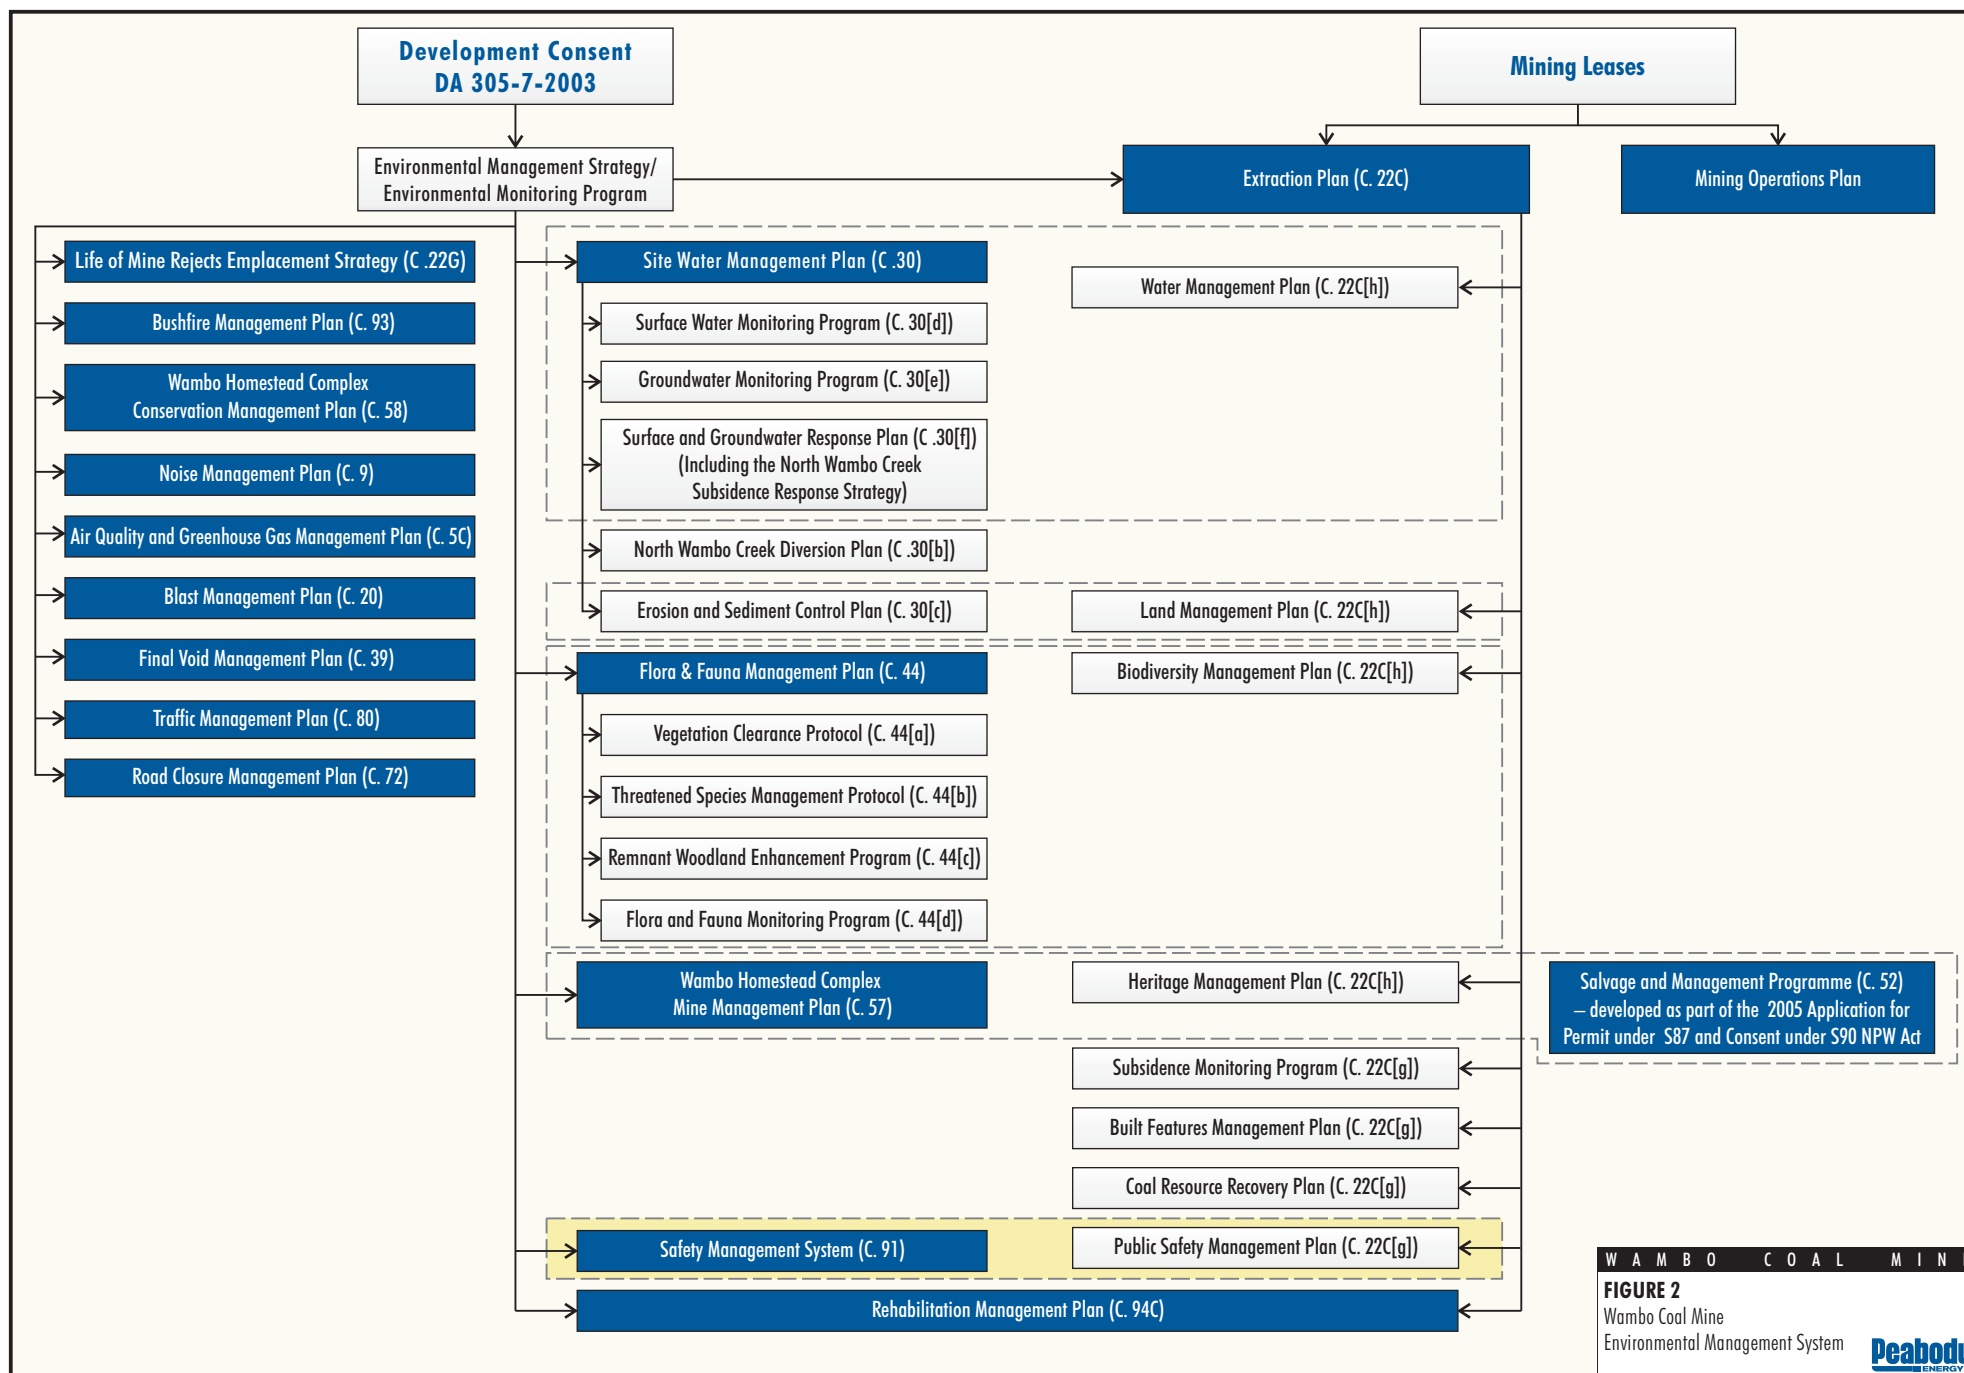 Development Consent
DA 305-7-2003
Mining Leases
Environmental Management Strategy/
Environmental Monitoring Program
Extraction Plan (C. 22C)
Mining Operations Plan
Life of Mine Rejects Emplacement Strategy (C .22G)
Bushfire Management Plan (C. 93)
Wambo Homestead Complex
Conservation Management Plan (C. 58)
Noise Management Plan (C. 9)
Air Quality and Greenhouse Gas Management Plan (C. 5C)
Blast Management Plan (C. 20)
Final Void Management Plan (C. 39)
Traffic Management Plan (C. 80)
Road Closure Management Plan (C. 72)
Site Water Management Plan (C .30)
Surface Water Monitoring Program (C. 30[d])
Groundwater Monitoring Program (C. 30[e])
Surface and Groundwater Response Plan (C .30[f])
(Including the North Wambo Creek
Subsidence Response Strategy)
North Wambo Creek Diversion Plan (C .30[b])
Erosion and Sediment Control Plan (C. 30[c])
Flora & Fauna Management Plan (C. 44)
Vegetation Clearance Protocol (C. 44[a])
Threatened Species Management Protocol (C. 44[b])
Remnant Woodland Enhancement Program (C. 44[c])
Flora and Fauna Monitoring Program (C. 44[d])
Wambo Homestead Complex
Mine Management Plan (C. 57)
Safety Management System (C. 91)
Rehabilitation Management Plan (C. 94C)
Water Management Plan (C. 22C[h])
Land Management Plan (C. 22C[h])
Biodiversity Management Plan (C. 22C[h])
Heritage Management Plan (C. 22C[h])
Subsidence Monitoring Program (C. 22C[g])
Built Features Management Plan (C. 22C[g])
Coal Resource Recovery Plan (C. 22C[g])
Public Safety Management Plan (C. 22C[g])
Salvage and Management Programme (C. 52)
– developed as part of the 2005 Application for
Permit under S87 and Consent under S90 NPW Act
WAMBO COAL MIN
FIGURE 2
Wambo Coal Mine
Environmental Management System
Peabody
ENERGY